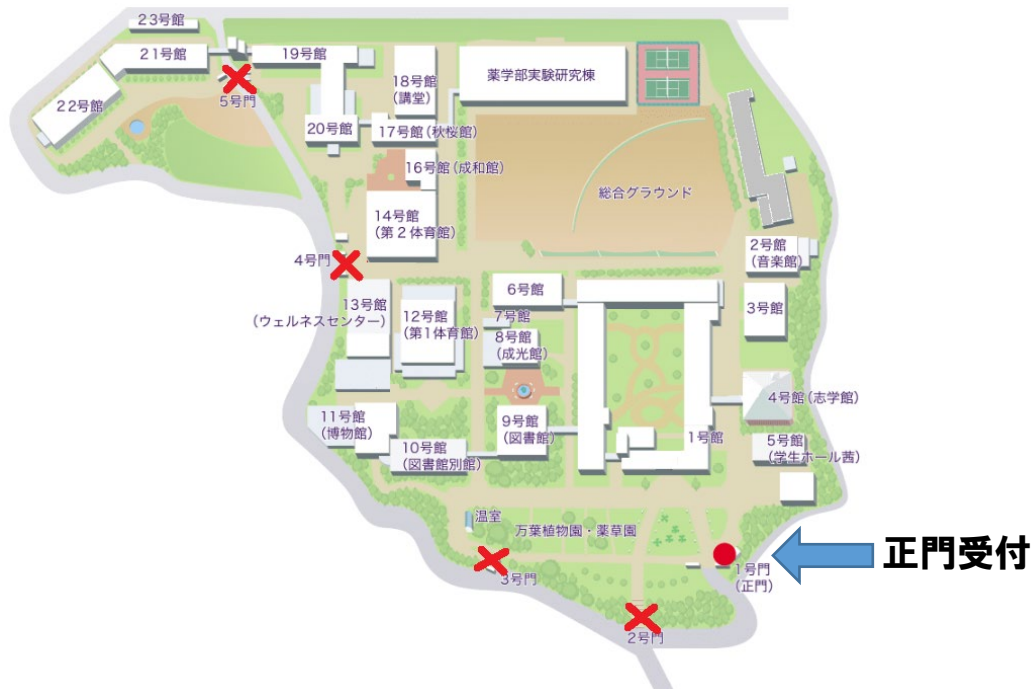 23号館
21号館
19号館
22号館
5号門
18号館
(講堂)
薬学部実験研究棟
20号館
17号館(秋桜館)
16号館(成和館)
総合グラウンド
14号館
(第2体育館)
4号門
2号館
(音楽館)
6号館
13号館
(ウェルネスセンター)
12号館
(第1体育館)
7号館
8号館
(成光館)
3号館
4号館(志学館)
11号館
(博物館)
9号館
(図書館)
1号館
10号館
(図書館別館)
5号館
(学生ホール茜)
温室
万葉植物園・薬草園
正門受付
3号門
1号門
(正門)
2号門